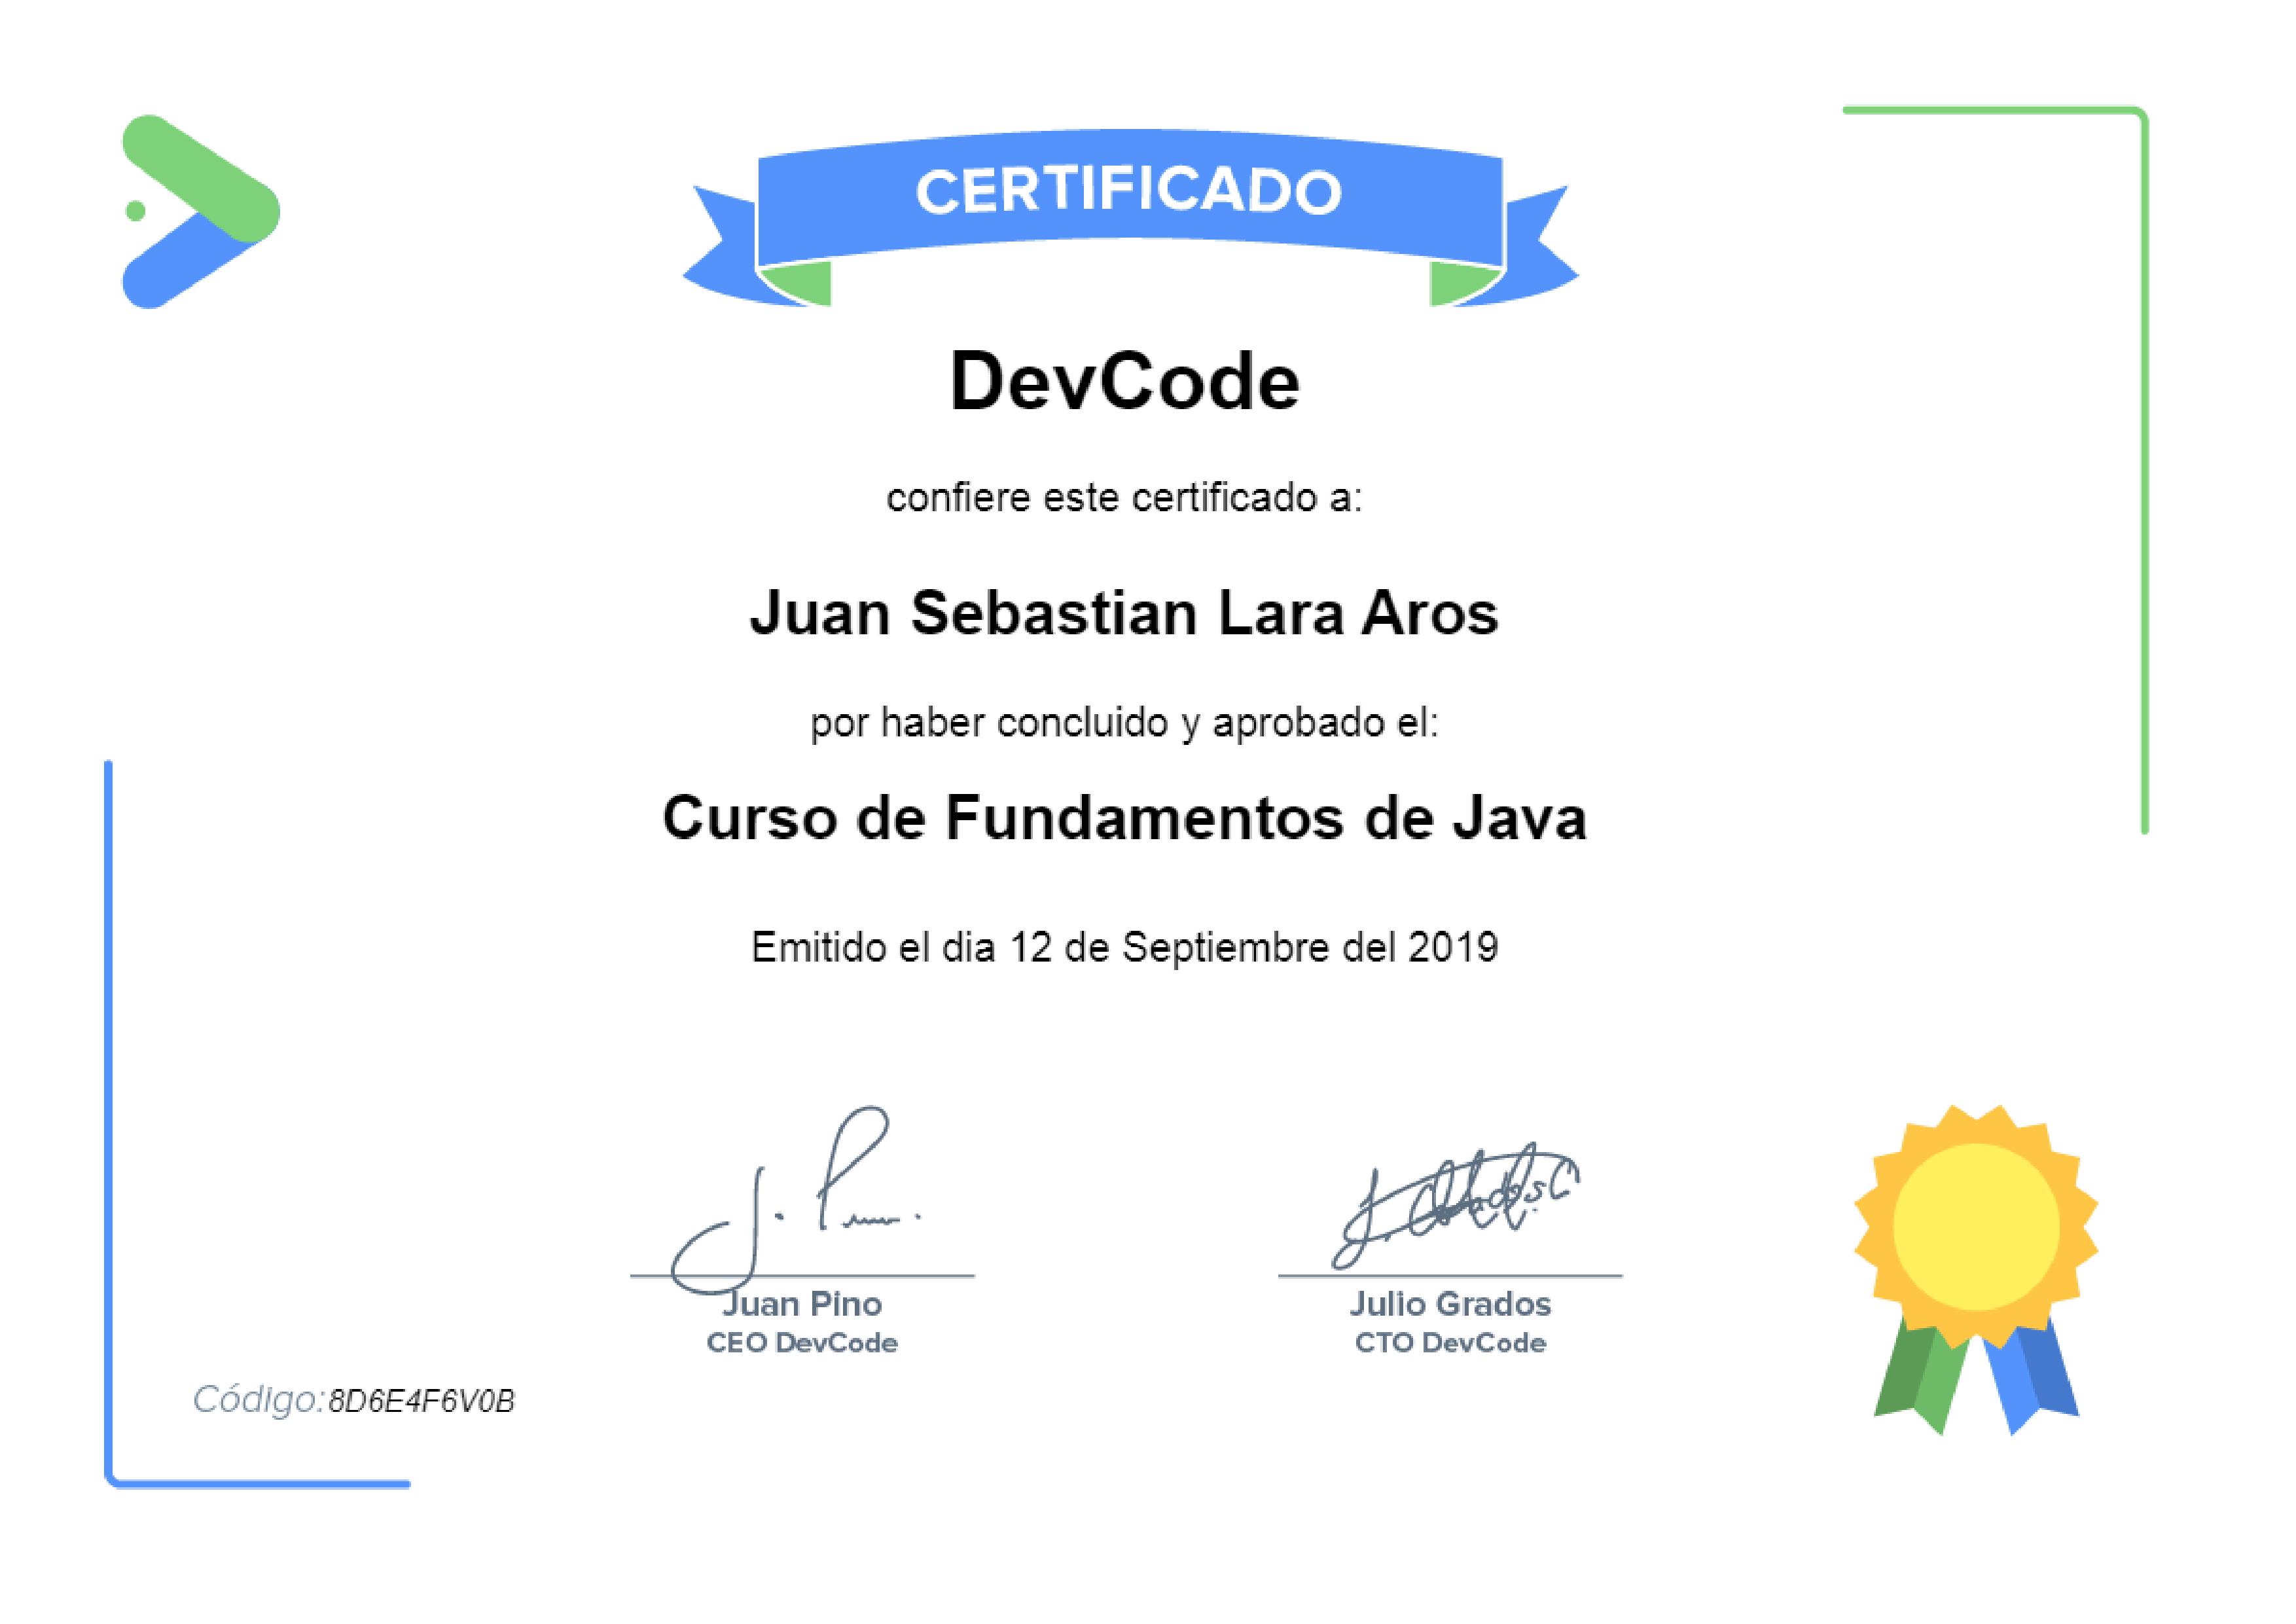 CERTIFICADO
DevCode
confiere este certificado a:
Juan Sebastian Lara Aros
por haber concluido y aprobado el:
Curso de Fundamentos de Java
Emitido el dia 12 de Septiembre del 2019
Juan Pino
CEO DevCode
Julio Grados
CTO DevCode
Código: 8D6E4F6V0B